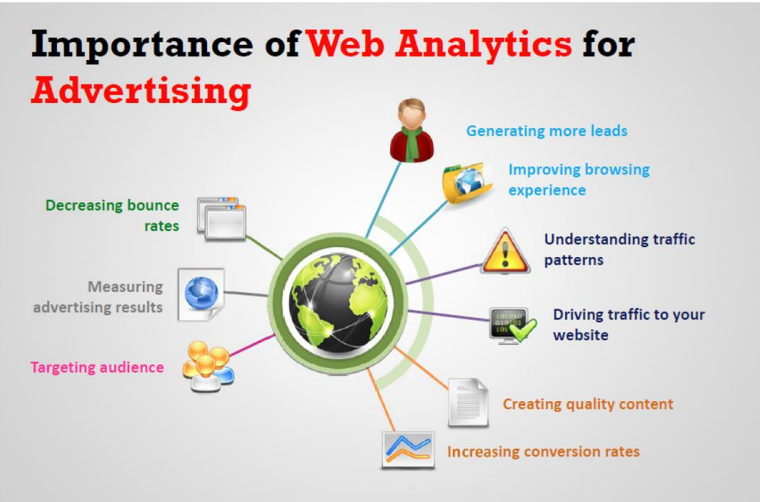 Importance of Web Analytics for
Advertising
Generating more leads
Improving browsing
experience
Decreasing bounce
rates
Understanding traffic
patterns
Measuring
advertising results
Driving traffic to your
website
Targeting audience
Creating quality content
Increasing conversion rates